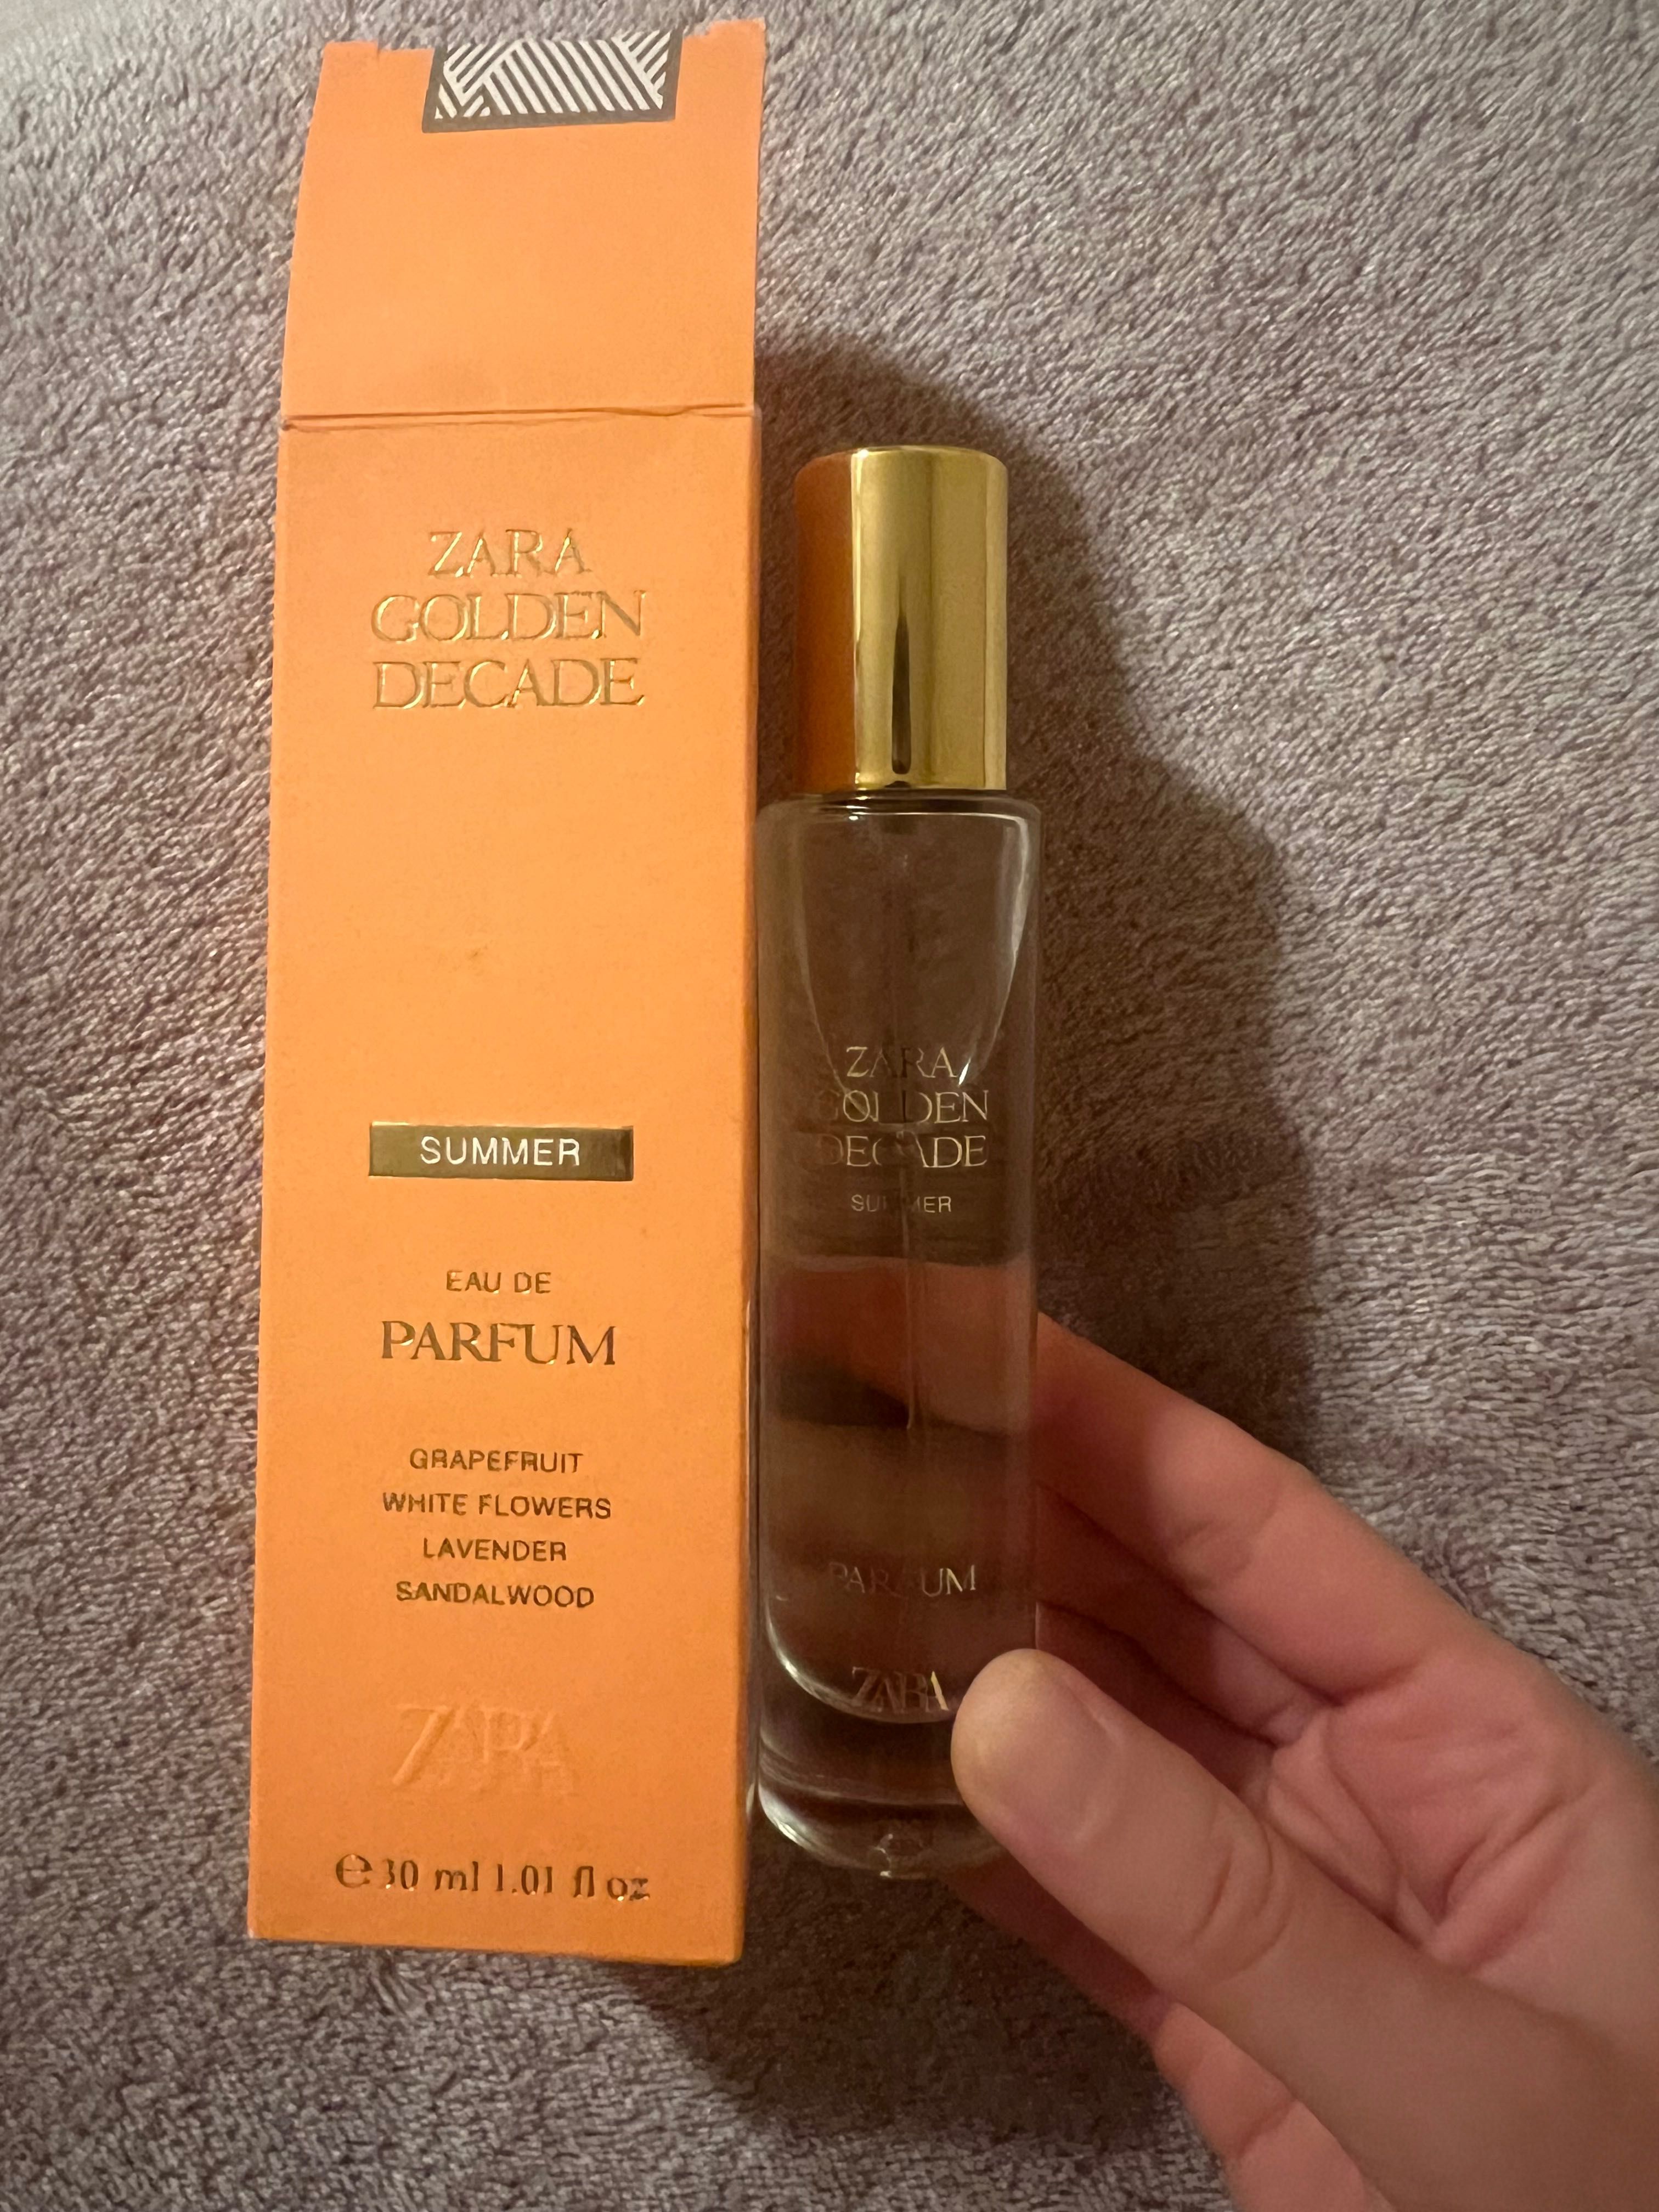 ZARA
GOLDEN
DECADE
SUMMER
EAU DE
PARFUM
GRAPEFRUIT
WHITE FLOWERS
LAVENDER
SANDALWOOD
ZARA
℮ 30 ml 1.01 fl oz
ZARA
GOLDEN
DECADE
SUMMER
PARFUM
ZARA